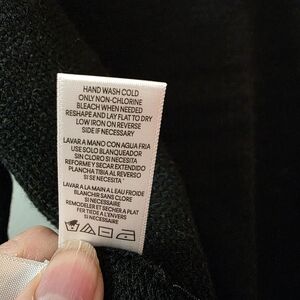 HAND WASH COLD
ONLY NON-CHLORINE
BLEACH WHEN NEEDED
RESHAPE AND LAY FLAT TO DRY
LOW IRON ON REVERSE
SIDE IF NECESSARY
LAVAR A MANO CON AGUA FRIA
USE SOLO BLANQUEADOR
SIN CLORO SI NECESITA
REFORME Y SECAR EXTENDIDO
PLANCHA TIBIA AL REVERSO
SI SE NECESITA
LAVAR A LA MAIN A L'EAU FROIDE
BLANCHIR SANS CLORE
SI NECESSAIRE
REMODELER ET SECHER A PLAT
FER TIEDE A L'ENVERS
SI NECESSAIRE